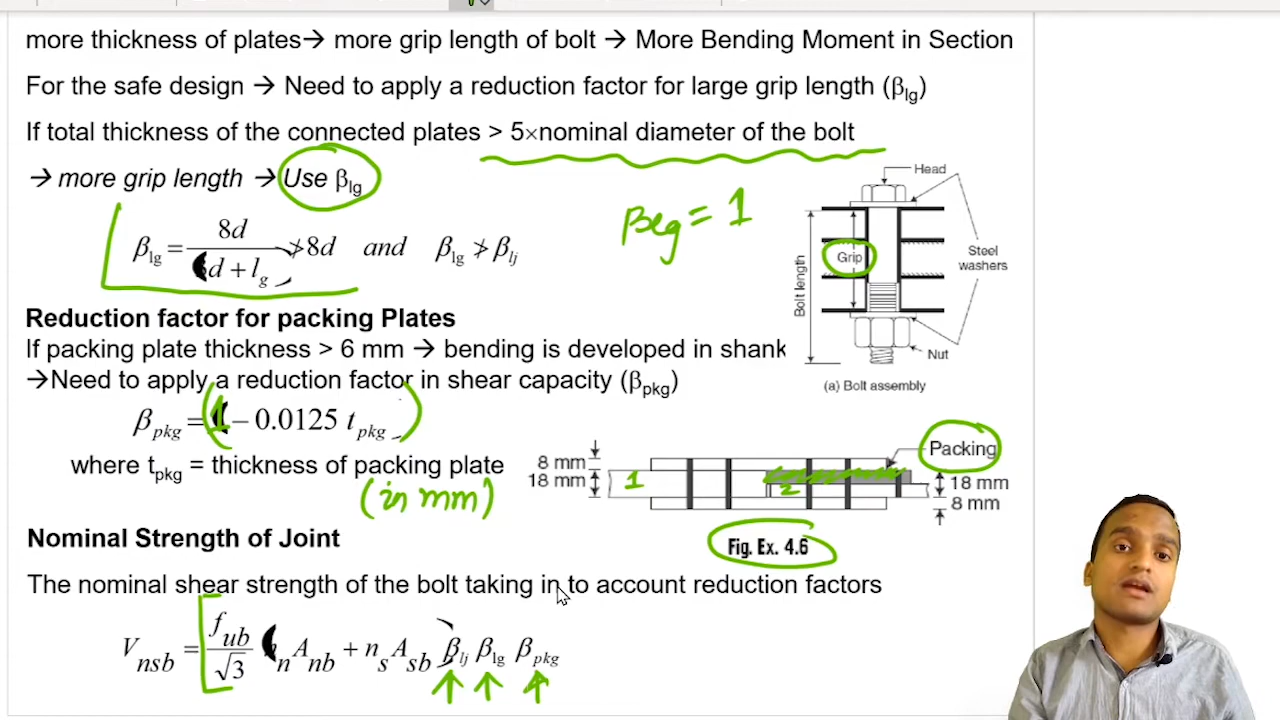 more thickness of plates→ more grip length of bolt → More Bending Moment in Section
For the safe design → Need to apply a reduction factor for large grip length (βlg)
If total thickness of the connected plates > 5×nominal diameter of the bolt
→ more grip length → Use βlg
βlg = 8d / (3d + lg) ≯ 8d and βlg ≯ βlj
βlg = 1
Head
Grip
Bolt length
Steel washers
Nut
(a) Bolt assembly
Reduction factor for packing Plates
If packing plate thickness > 6 mm → bending is developed in shank
→Need to apply a reduction factor in shear capacity (βpkg)
βpkg = (1 − 0.0125 tpkg)
where tpkg = thickness of packing plate
(in mm)
Packing
8 mm
18 mm
1
2
18 mm
8 mm
Fig. Ex. 4.6
Nominal Strength of Joint
The nominal shear strength of the bolt taking in to account reduction factors
Vnsb = [fub / √3 (nn Anb + ns Asb) βlj βlg βpkg